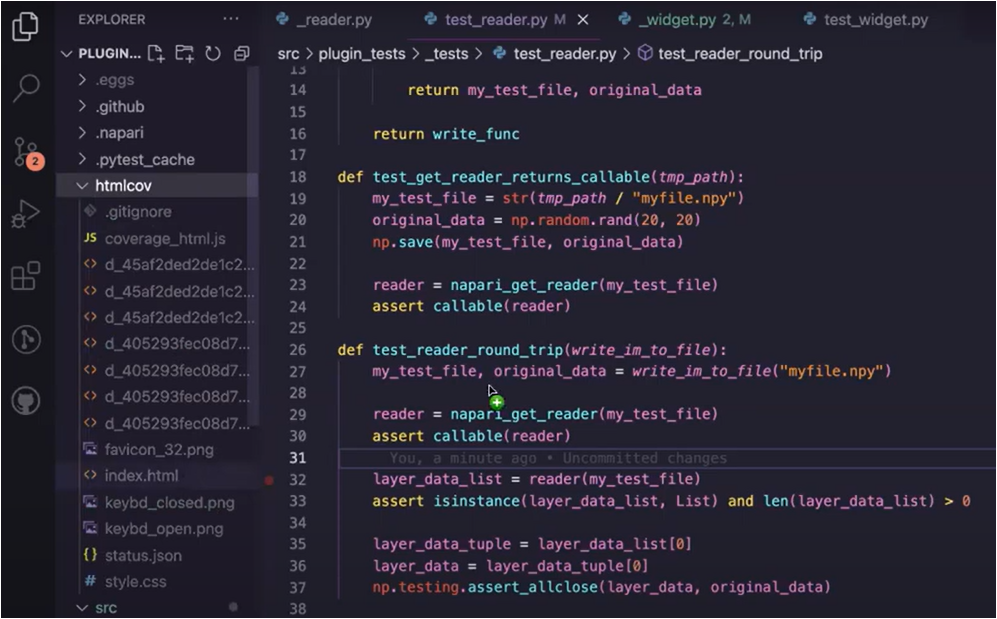 EXPLORER
···
_reader.py
test_reader.py M
_widget.py 2, M
test_widget.py
PLUGIN...
src > plugin_tests > _tests > test_reader.py > test_reader_round_trip
.eggs
.github
.napari
.pytest_cache
htmlcov
.gitignore
JS coverage_html.js
<> d_45af2ded2de1c2...
<> d_45af2ded2de1c2...
<> d_45af2ded2de1c2...
<> d_405293fec08d7...
<> d_405293fec08d7...
<> d_405293fec08d7...
<> d_405293fec08d7...
favicon_32.png
<> index.html
keybd_closed.png
keybd_open.png
{} status.json
# style.css
src
2
13
14 return my_test_file, original_data
15
16 return write_func
17
18 def test_get_reader_returns_callable(tmp_path):
19 my_test_file = str(tmp_path / "myfile.npy")
20 original_data = np.random.rand(20, 20)
21 np.save(my_test_file, original_data)
22
23 reader = napari_get_reader(my_test_file)
24 assert callable(reader)
25
26 def test_reader_round_trip(write_im_to_file):
27 my_test_file, original_data = write_im_to_file("myfile.npy")
28
29 reader = napari_get_reader(my_test_file)
30 assert callable(reader)
31 You, a minute ago • Uncommitted changes
32 layer_data_list = reader(my_test_file)
33 assert isinstance(layer_data_list, List) and len(layer_data_list) > 0
34
35 layer_data_tuple = layer_data_list[0]
36 layer_data = layer_data_tuple[0]
37 np.testing.assert_allclose(layer_data, original_data)
38